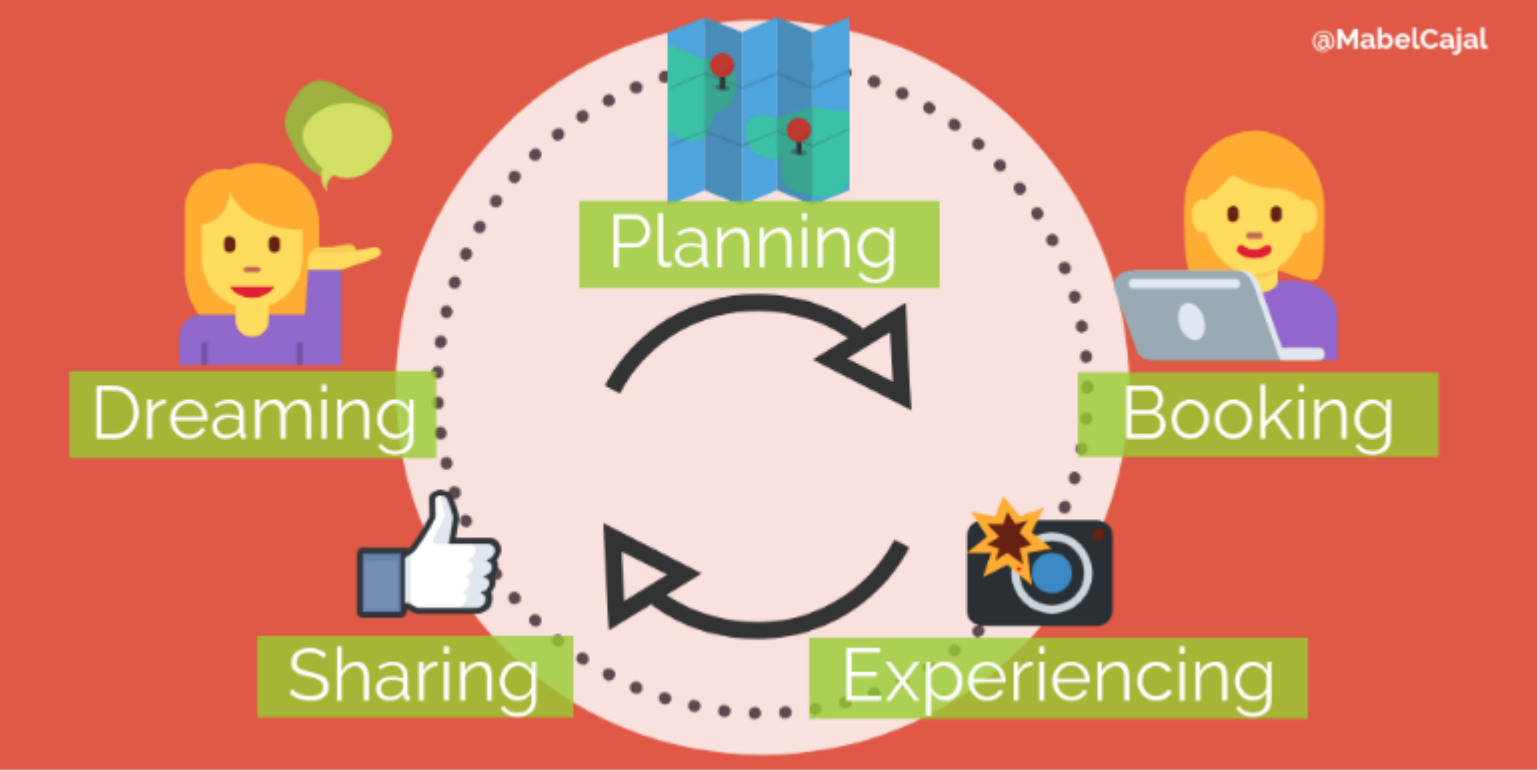 @MabelCajal
Planning
Dreaming
Booking
Sharing
Experiencing